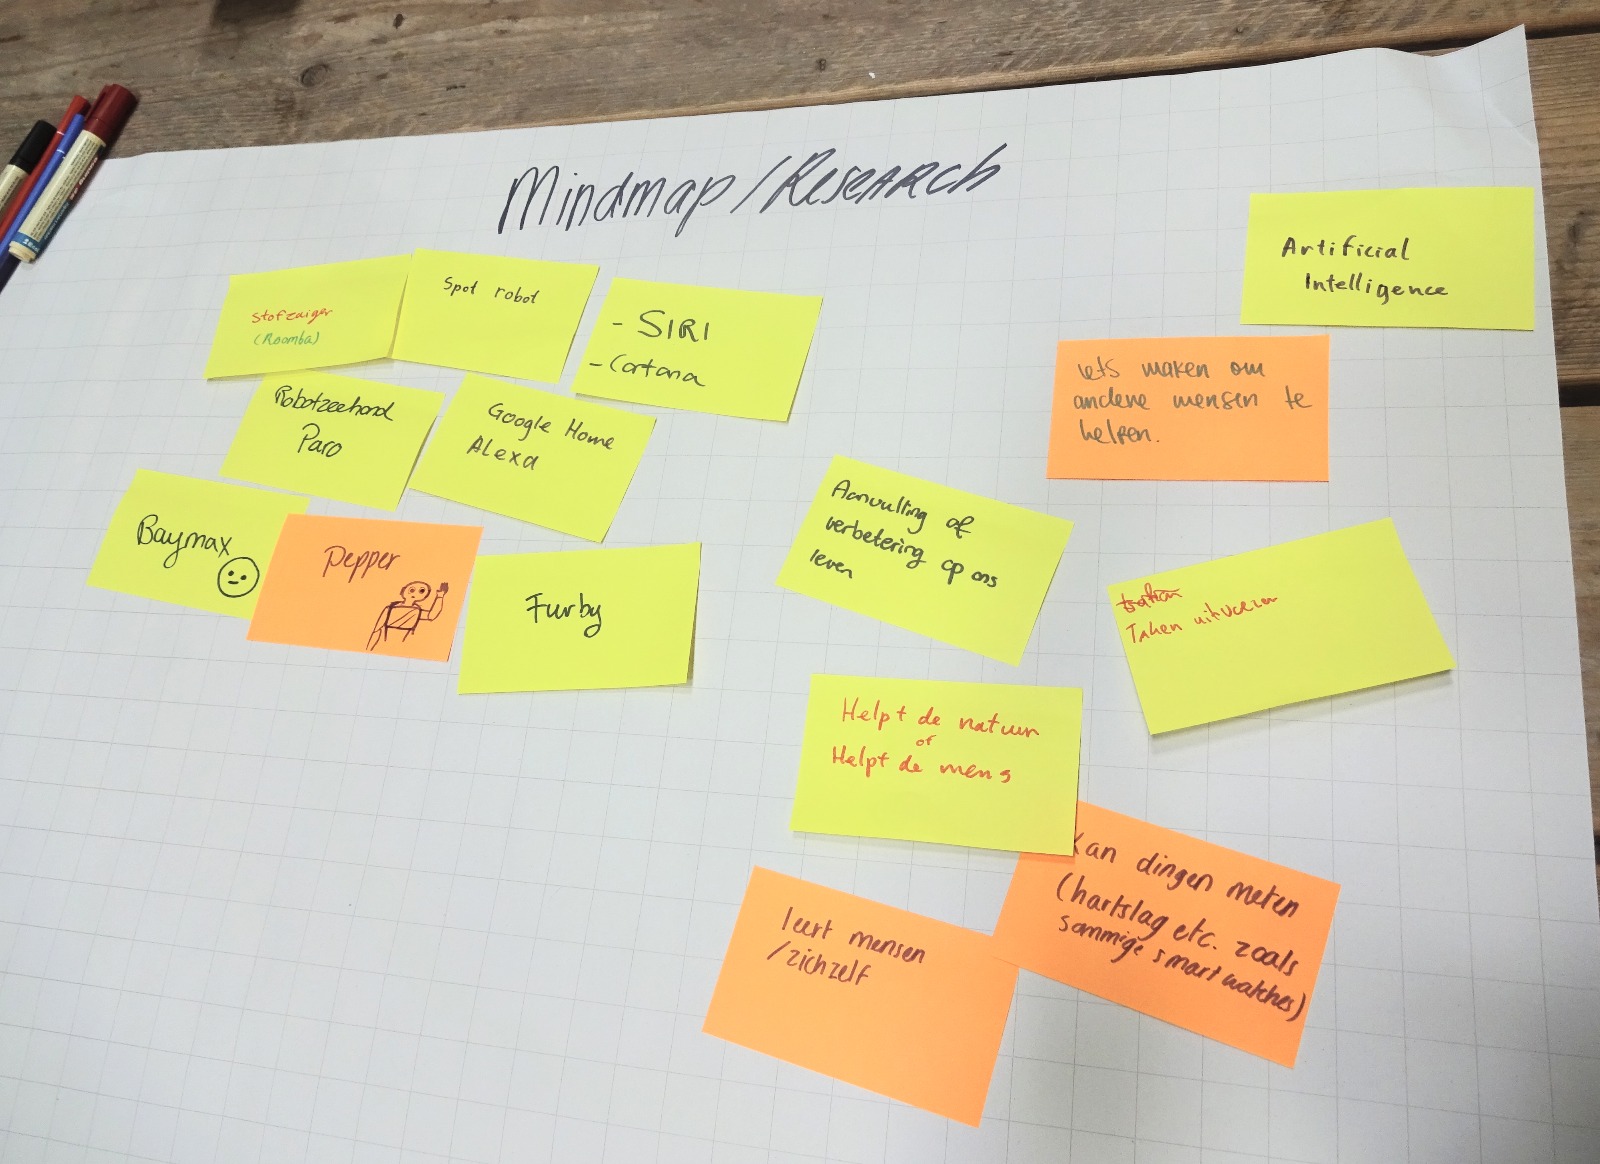 Mindmap/Research
Stofzuiger
(Roomba)
Spot robot
- SIRI
- Cortana
Robotzeehond
Paro
Google Home
Alexa
Baymax
Pepper
Furby
Artificial
Intelligence
iets maken om
andere mensen te
helpen.
Aanvulling of
verbetering op ons
leven
Taken uitvoeren
Helpt de natuur
of
Helpt de mens
Kan dingen meten
(hartslag etc. zoals
sommige smartwatches)
leert mensen
/zichzelf